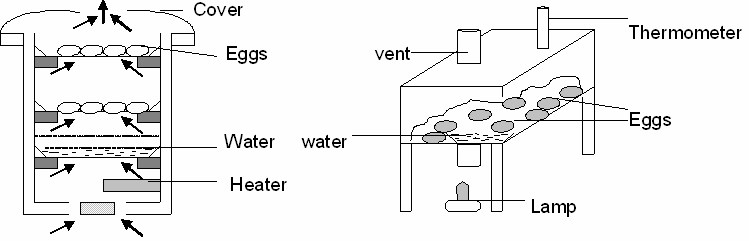 Cover
Eggs
Water
Heater
Thermometer
vent
Eggs
water
Lamp